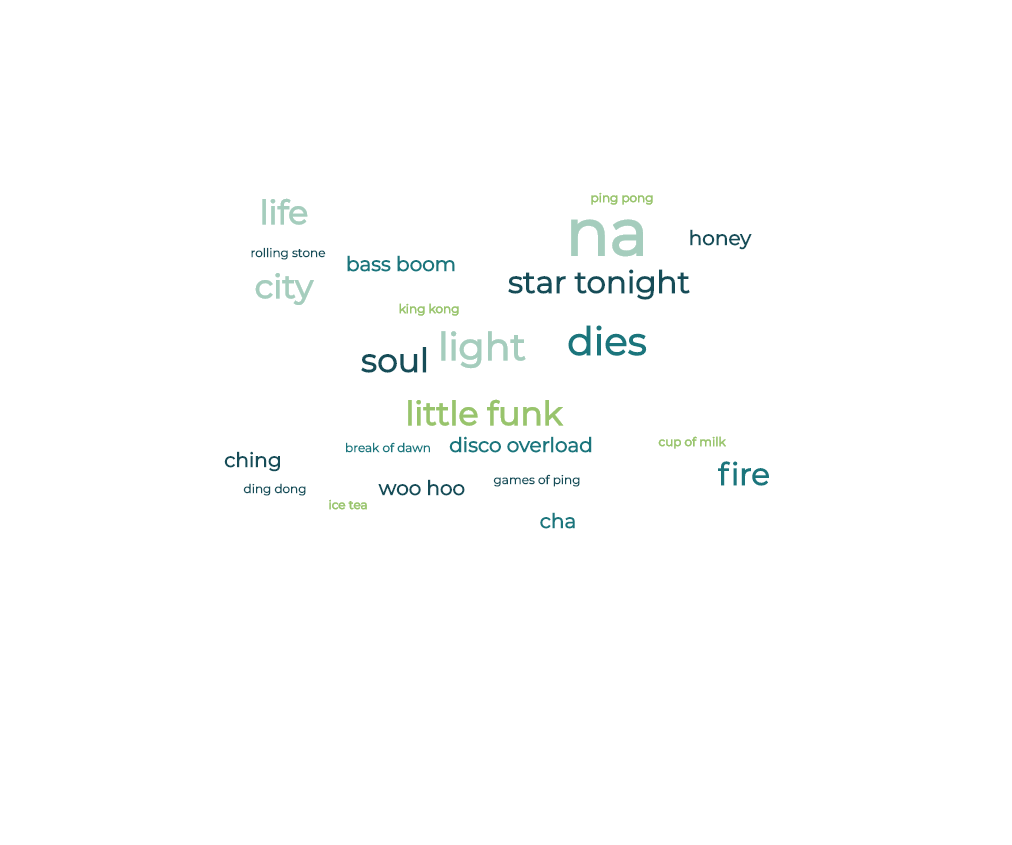 ping pong
life
na
honey
rolling stone
bass boom
city
star tonight
king kong
light
dies
soul
little funk
break of dawn
disco overload
cup of milk
ching
fire
ding dong
woo hoo
games of ping
ice tea
cha